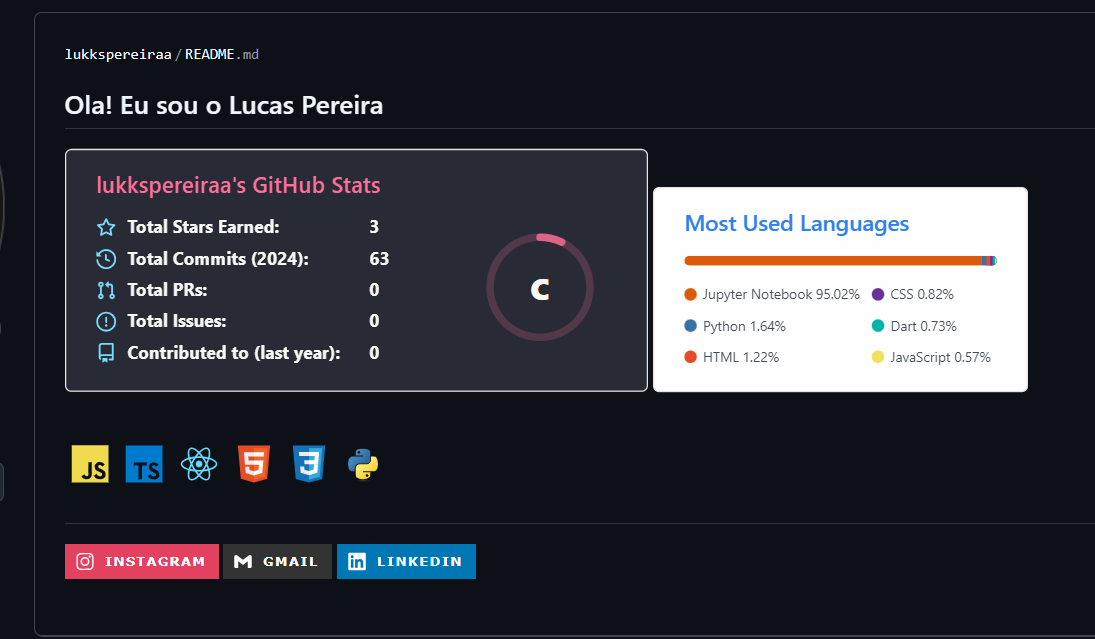 lukkspereiraa/README.md
Ola! Eu sou o Lucas Pereira
lukkspereiraa's GitHub Stats
Total Stars Earned: 3
Total Commits (2024): 63
Total PRs: 0
Total Issues: 0
Contributed to (last year): 0
C
Most Used Languages
Jupyter Notebook 95.02% CSS 0.82%
Python 1.64% Dart 0.73%
HTML 1.22% JavaScript 0.57%
JS TS 5 3
INSTAGRAM GMAIL LINKEDIN